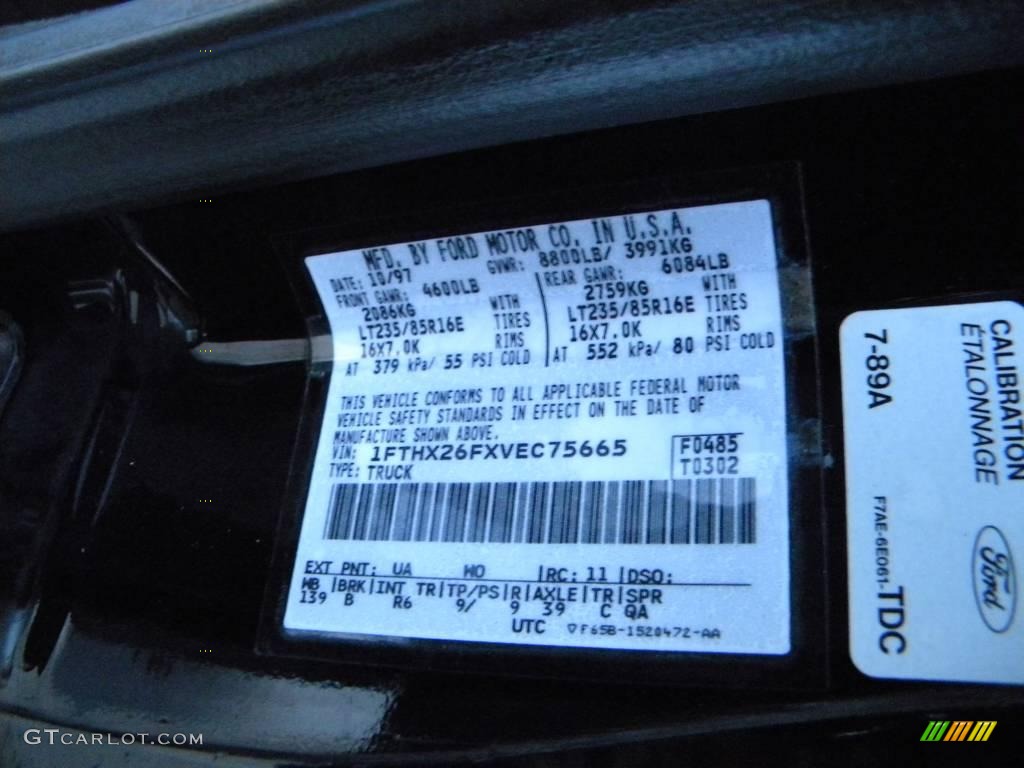 MFD. BY FORD MOTOR CO. IN U.S.A.
DATE: 10/97 GVWR: 8800LB/ 3991KG
FRONT GAWR: 4600LB REAR GAWR: 6084LB
2086KG WITH 2759KG WITH
LT235/85R16E TIRES LT235/85R16E TIRES
16X7.0K RIMS 16X7.0K RIMS
AT 379 kPa/ 55 PSI COLD AT 552 kPa/ 80 PSI COLD
THIS VEHICLE CONFORMS TO ALL APPLICABLE FEDERAL MOTOR
VEHICLE SAFETY STANDARDS IN EFFECT ON THE DATE OF
MANUFACTURE SHOWN ABOVE.
VIN: 1FTHX26FXVEC75665 F0485
TYPE: TRUCK T0302
EXT PNT: UA WO RC: 11 DSO:
WB BRK INT TR TP/PS R AXLE TR SPR
139 B R6 9/ 9 39 C QA
UTC F65B-1520472-AA
CALIBRATION
ÉTALONNAGE
7-89A
Ford
F7AE-6E061-TDC
GTCARLOT.COM